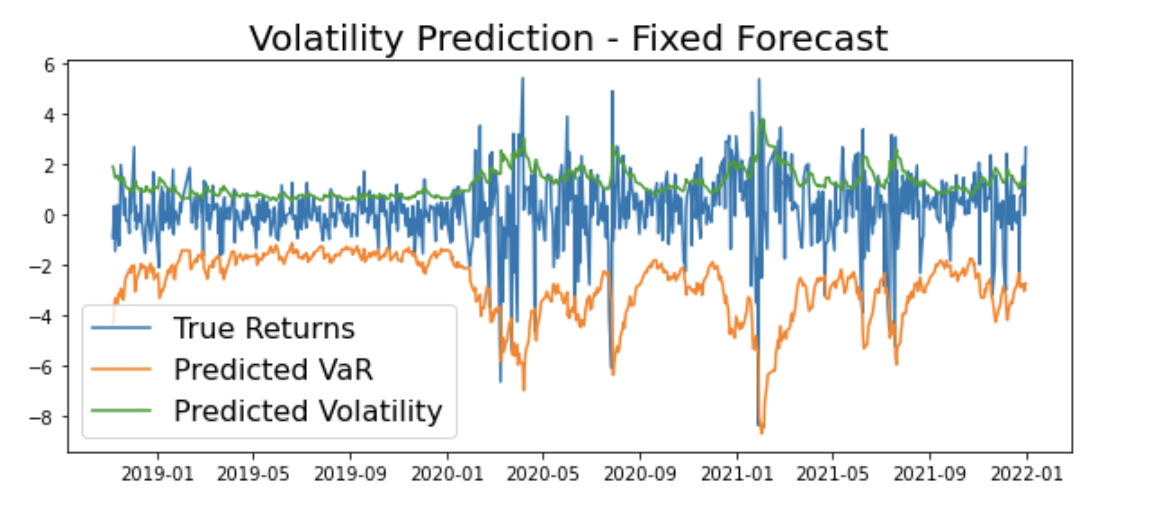 Volatility Prediction - Fixed Forecast
6
4
2
0
−2
−4
−6
−8
True Returns
Predicted VaR
Predicted Volatility
2019-01 2019-05 2019-09 2020-01 2020-05 2020-09 2021-01 2021-05 2021-09 2022-01